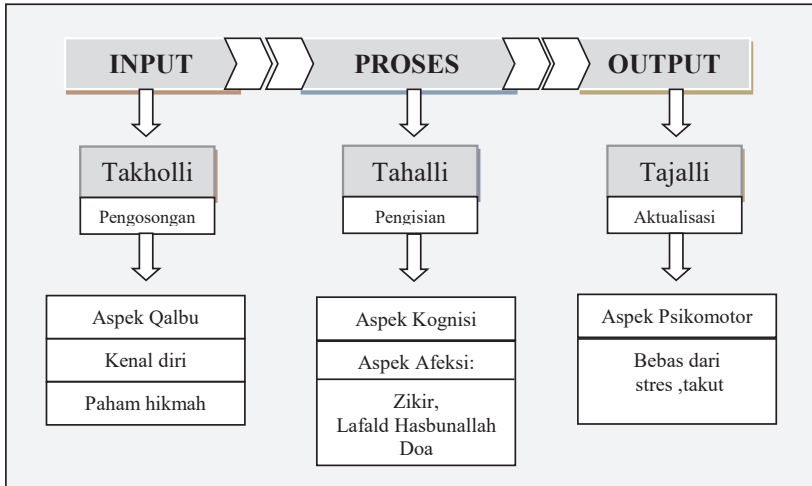 INPUT
PROSES
OUTPUT
Takholli
Pengosongan
Tahalli
Pengisian
Tajalli
Aktualisasi
Aspek Qalbu
Kenal diri
Paham hikmah
Aspek Kognisi
Aspek Afeksi:
Zikir,
Lafald Hasbunallah
Doa
Aspek Psikomotor
Bebas dari
stres ,takut